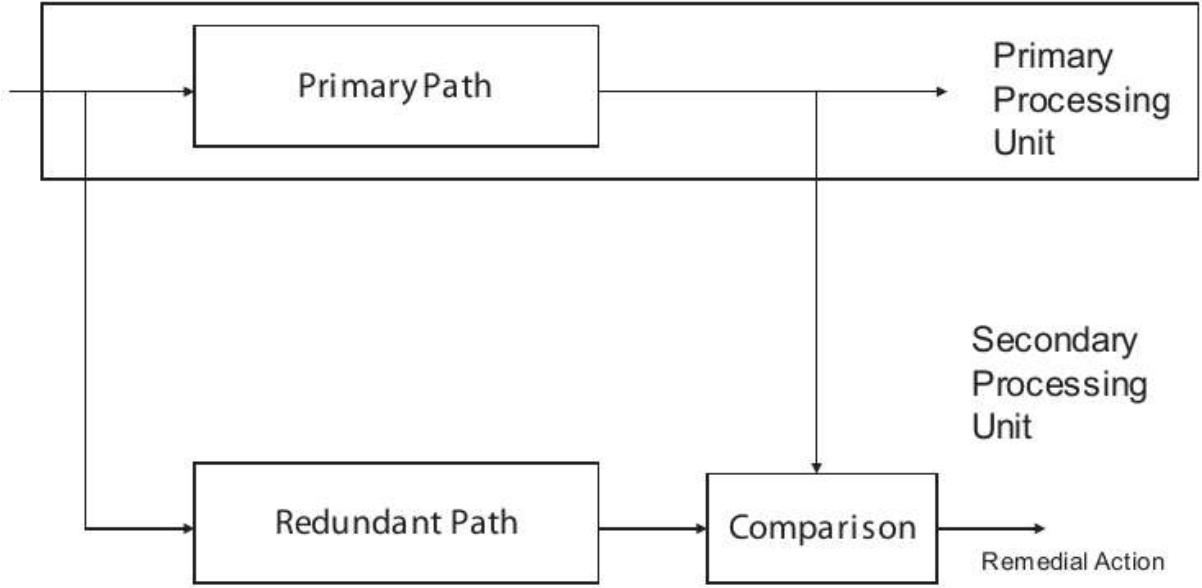 Primary Path
Primary
Processing
Unit
Secondary
Processing
Unit
Redundant Path
Comparison
Remedial Action